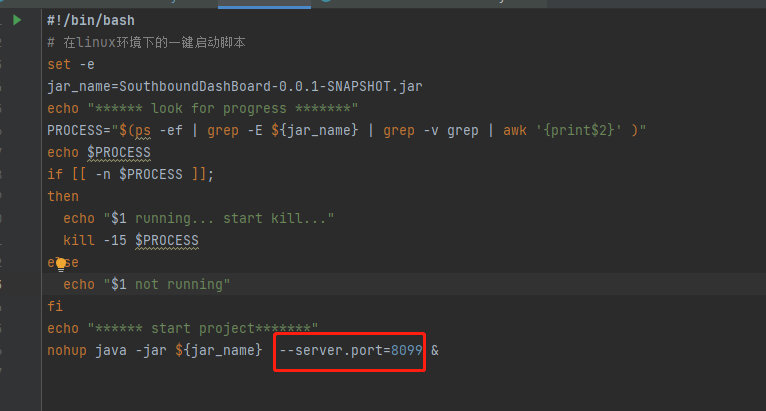 #!/bin/bash
# 在linux环境下的一键启动脚本
set -e
jar_name=SouthboundDashBoard-0.0.1-SNAPSHOT.jar
echo "****** look for progress *******"
PROCESS="$(ps -ef | grep -E ${jar_name} | grep -v grep | awk '{print$2}' )"
echo $PROCESS
if [[ -n $PROCESS ]];
then
  echo "$1 running... start kill..."
  kill -15 $PROCESS
else
  echo "$1 not running"
fi
echo "****** start project*******"
nohup java -jar ${jar_name}  --server.port=8099 &